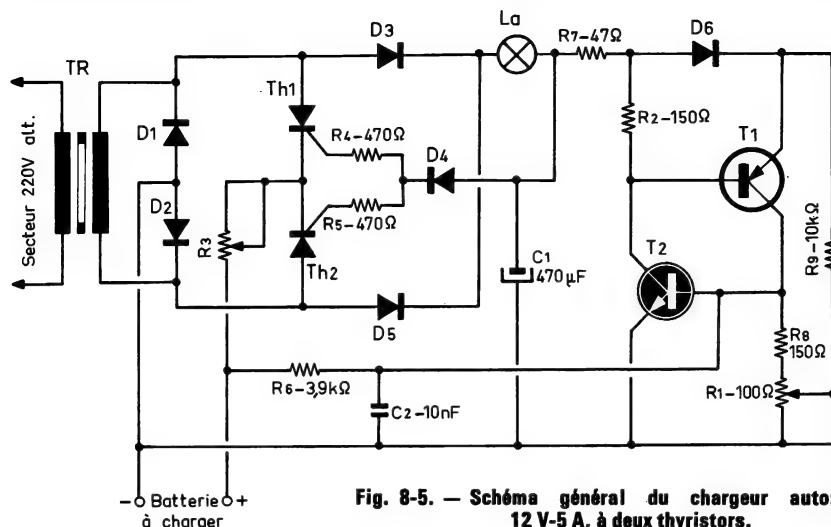 D3
La
R7-47Ω
D6
TR
Th1
R2-150Ω
T1
Secteur 220V alt.
D1
R4-470Ω
D4
D2
R5-470Ω
R3
Th2
C1
470µF
T2
R9-10kΩ
D5
R8
150Ω
R6-3,9kΩ
R1-100Ω
C2-10nF
- Batterie +
à charger
Fig. 8-5. — Schéma général du chargeur auto
12 V-5 A, à deux thyristors.